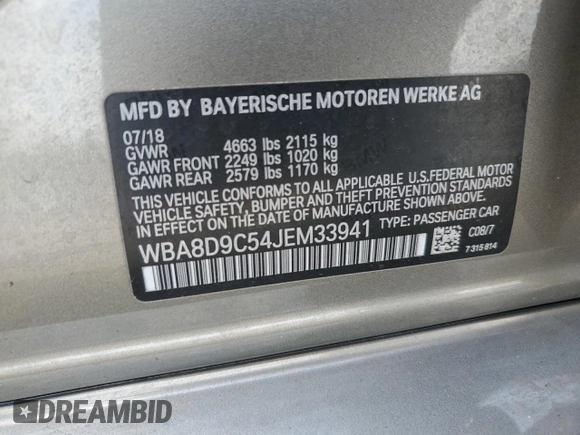 MFD BY BAYERISCHE MOTOREN WERKE AG
07/18
GVWR 4663 lbs 2115 kg
GAWR FRONT 2249 lbs 1020 kg
GAWR REAR 2579 lbs 1170 kg
THIS VEHICLE CONFORMS TO ALL APPLICABLE U.S.FEDERAL MOTOR
VEHICLE SAFETY, BUMPER AND THEFT PREVENTION STANDARDS
IN EFFECT ON THE DATE OF MANUFACTURE SHOWN ABOVE.
WBA8D9C54JEM33941 TYPE: PASSENGER CAR
C08/7
7315814
DREAMBID